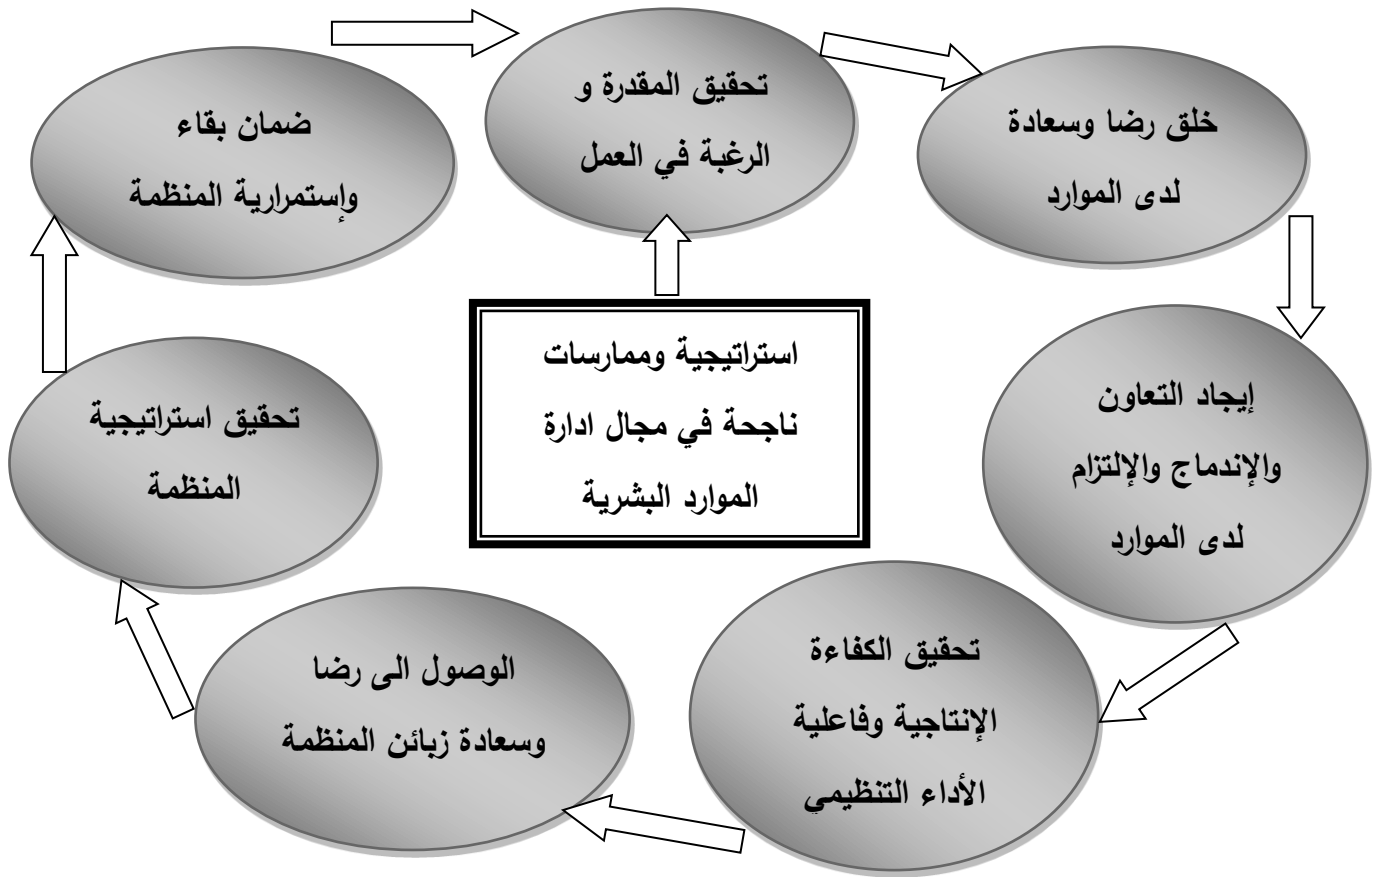 تحقيق المقدرة و
الرغبة في العمل
خلق رضا وسعادة
لدى الموارد
إيجاد التعاون
والإندماج والإلتزام
لدى الموارد
تحقيق الكفاءة
الإنتاجية وفاعلية
الأداء التنظيمي
الوصول الى رضا
وسعادة زبائن المنظمة
تحقيق استراتيجية
المنظمة
ضمان بقاء
وإستمرارية المنظمة
استراتيجية وممارسات
ناجحة في مجال ادارة
الموارد البشرية